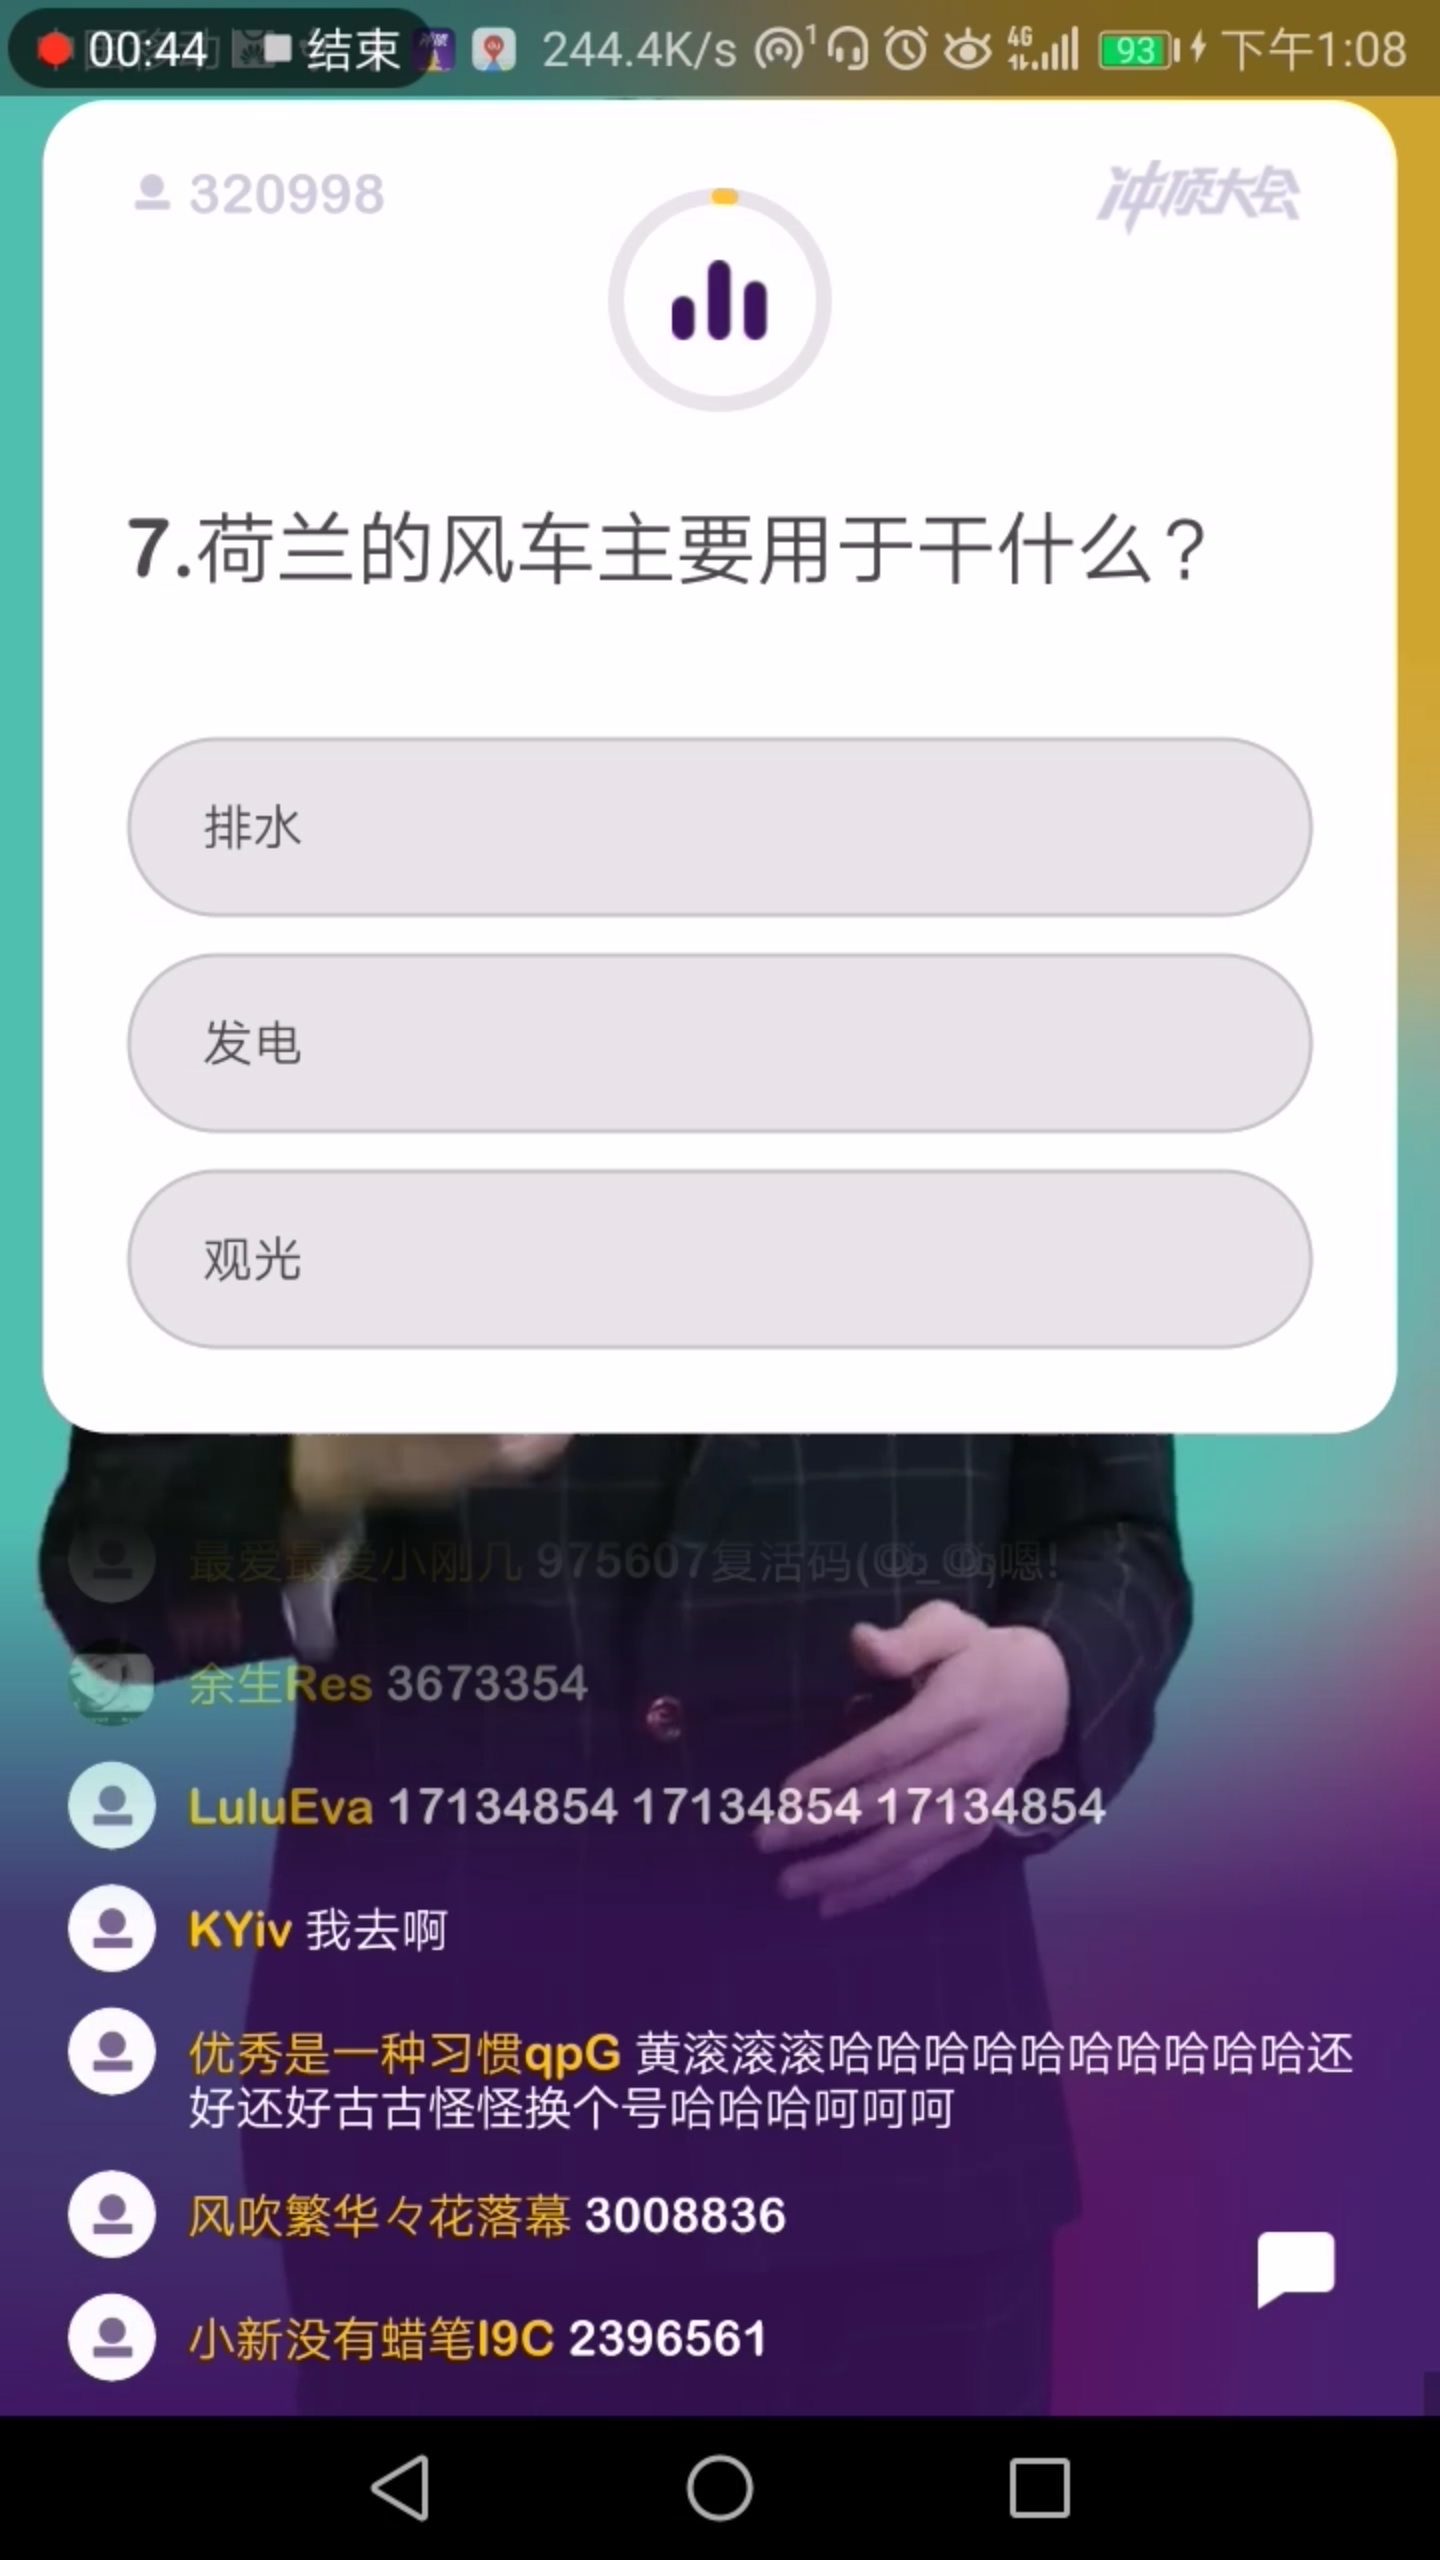 00:44 结束 244.4K/s 1 4G 93 下午1:08
320998 冲顶大会
7.荷兰的风车主要用于干什么？
排水
发电
观光
最爱最爱小刚几 975607复活码
余生Res 3673354
LuluEva 17134854 17134854 17134854
KYiv 我去啊
优秀是一种习惯qpG 黄滚滚滚哈哈哈哈哈哈哈哈哈哈还
好还好古古怪怪换个号哈哈哈呵呵呵
风吹繁华々花落幕 3008836
小新没有蜡笔I9C 2396561